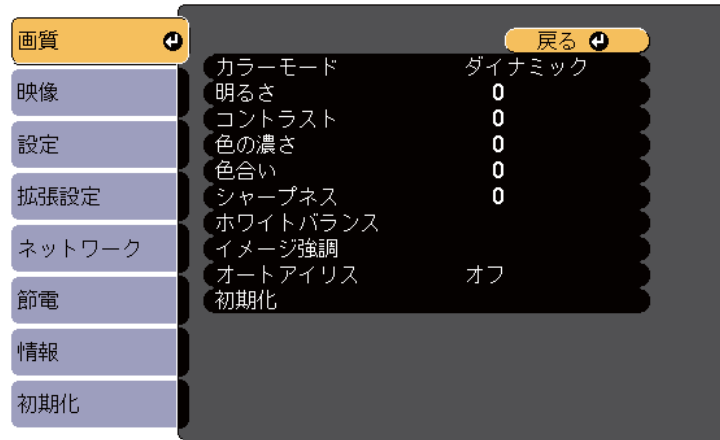 画質
映像
設定
拡張設定
ネットワーク
節電
情報
初期化
戻る
カラーモード ダイナミック
明るさ 0
コントラスト 0
色の濃さ 0
色合い 0
シャープネス 0
ホワイトバランス
イメージ強調
オートアイリス オフ
初期化